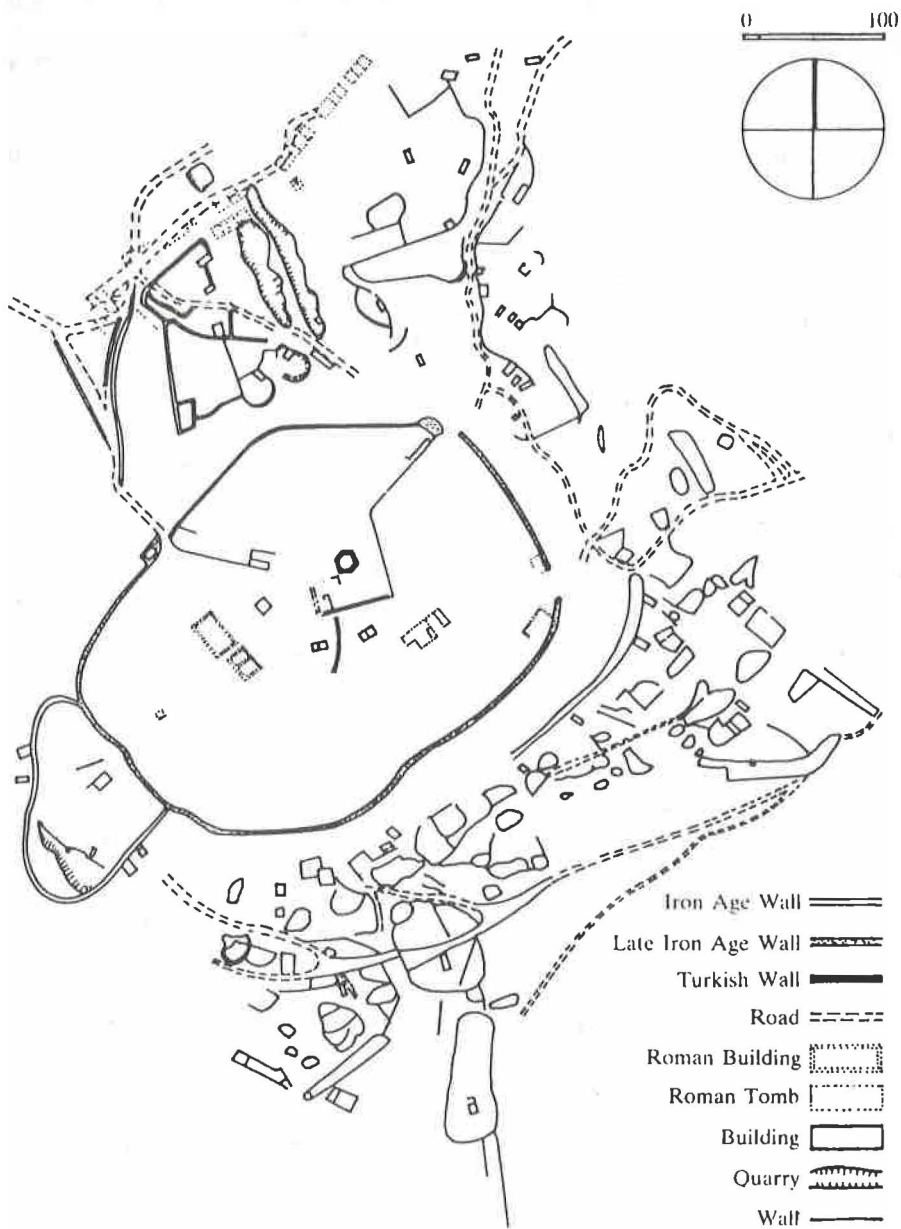 0 100
Iron Age Wall
Late Iron Age Wall
Turkish Wall
Road
Roman Building
Roman Tomb
Building
Quarry
Wall